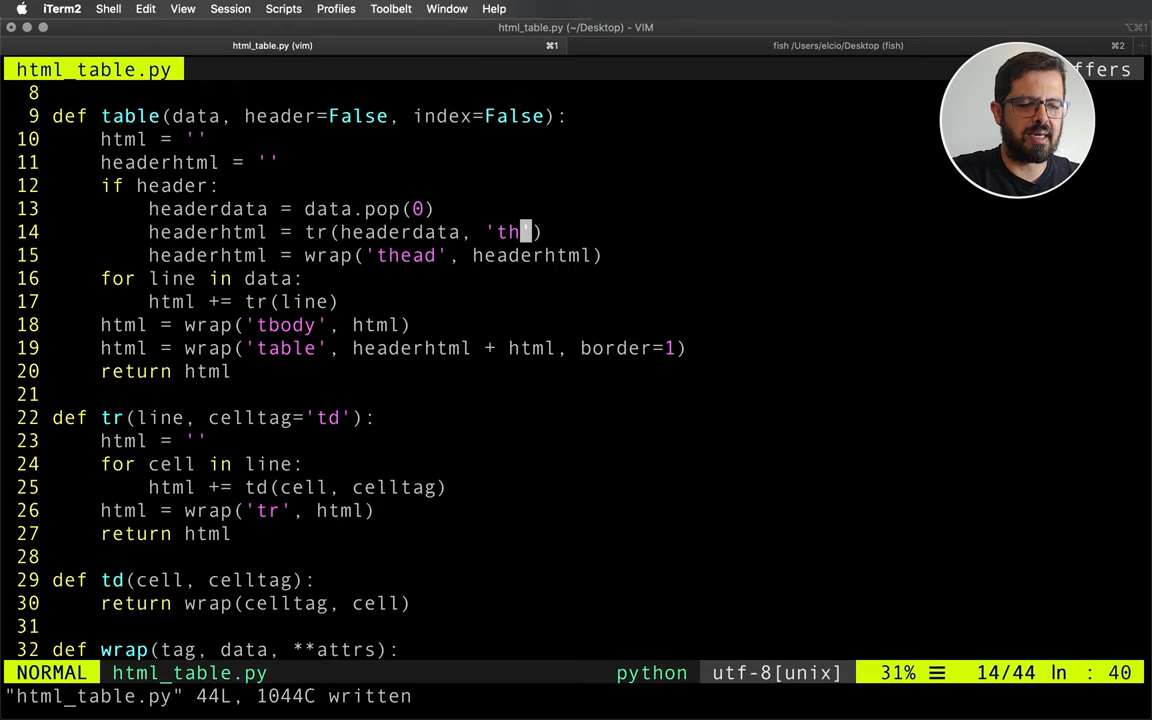 iTerm2 Shell Edit View Session Scripts Profiles Toolbelt Window Help
html_table.py (~/Desktop) - VIM ⌥⌘1
html_table.py (vim) ⌘1 fish /Users/elcio/Desktop (fish) ⌘2
html_table.py ffers
8
9 def table(data, header=False, index=False):
10 html = ''
11 headerhtml = ''
12 if header:
13 headerdata = data.pop(0)
14 headerhtml = tr(headerdata, 'th')
15 headerhtml = wrap('thead', headerhtml)
16 for line in data:
17 html += tr(line)
18 html = wrap('tbody', html)
19 html = wrap('table', headerhtml + html, border=1)
20 return html
21
22 def tr(line, celltag='td'):
23 html = ''
24 for cell in line:
25 html += td(cell, celltag)
26 html = wrap('tr', html)
27 return html
28
29 def td(cell, celltag):
30 return wrap(celltag, cell)
31
32 def wrap(tag, data, **attrs):
NORMAL html_table.py python utf-8[unix] 31% ☰ 14/44 ln : 40
"html_table.py" 44L, 1044C written